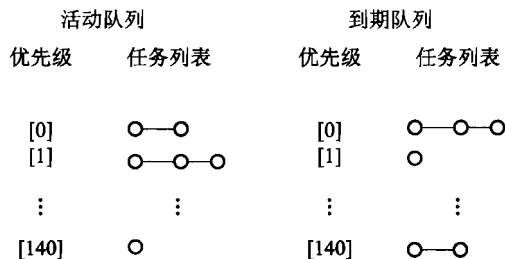 活动队列 到期队列
优先级 任务列表 优先级 任务列表
[0] [0]
[1] [1]
⋮ ⋮ ⋮ ⋮
[140] [140]